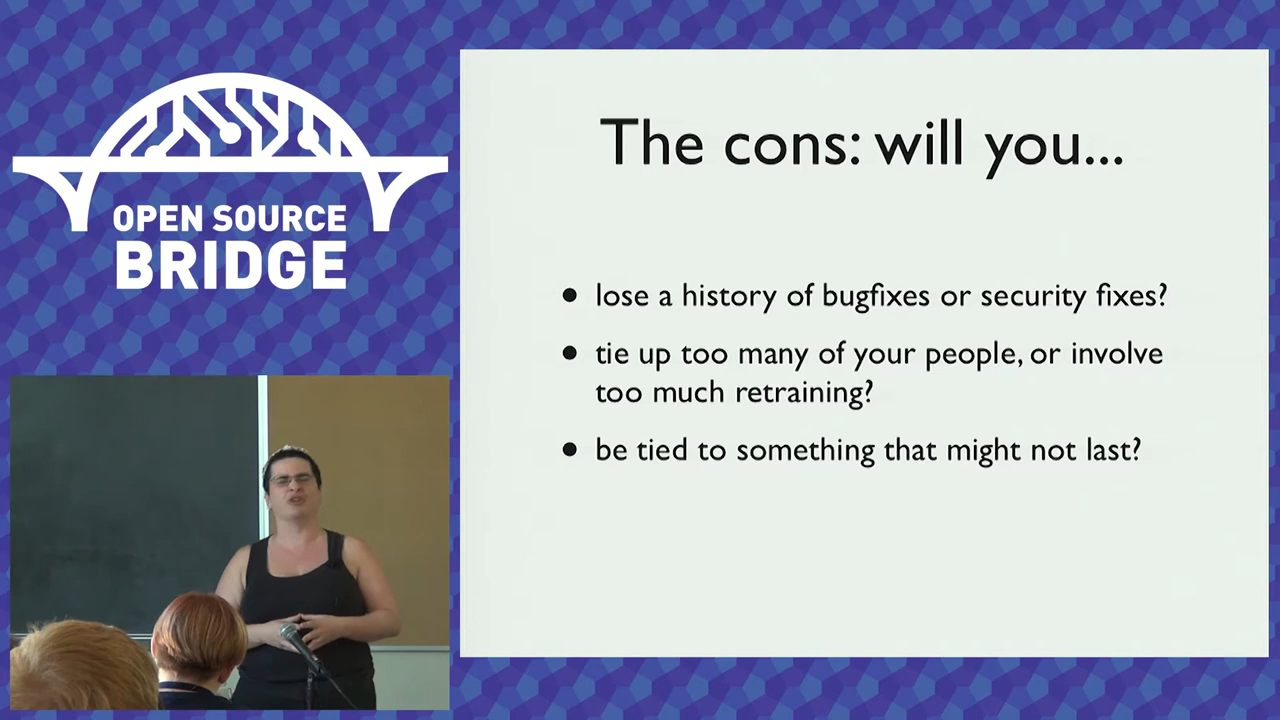 OPEN SOURCE
BRIDGE
The cons: will you...
• lose a history of bugfixes or security fixes?
• tie up too many of your people, or involve
too much retraining?
• be tied to something that might not last?